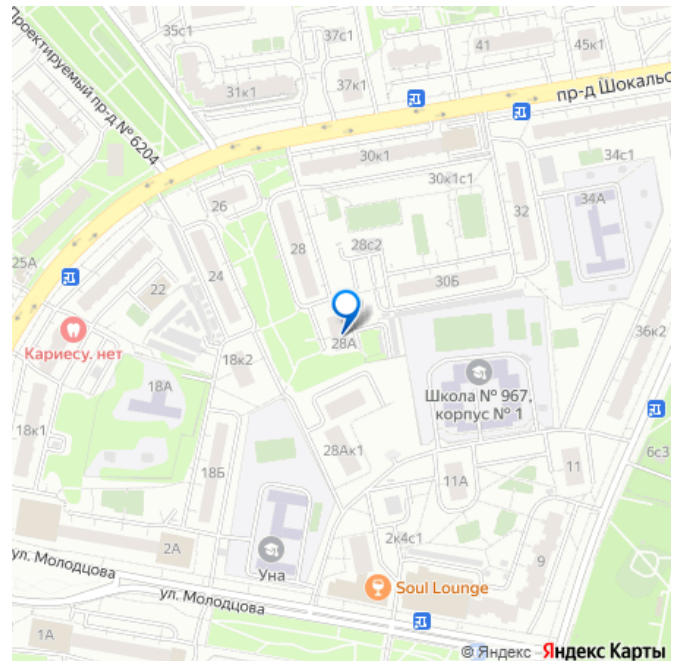 35с1
37с1
41
45к1
Проектируемый пр-д № 6204
31к1
37к1
пр-д Шокальс
30к1
34с1
30к1с1
34А
26
32
28
28с2
25А
24
30Б
22
28А
36к2
Кариесу. нет
18к2
18А
Школа № 967,
корпус № 1
18к1
28Ак1
6с3
18Б
11А
11
2А
2к4с1
9
Уна
ул. Молодцова
ул. Молодцова
Soul Lounge
1А
© Яндекс Яндекс Карты